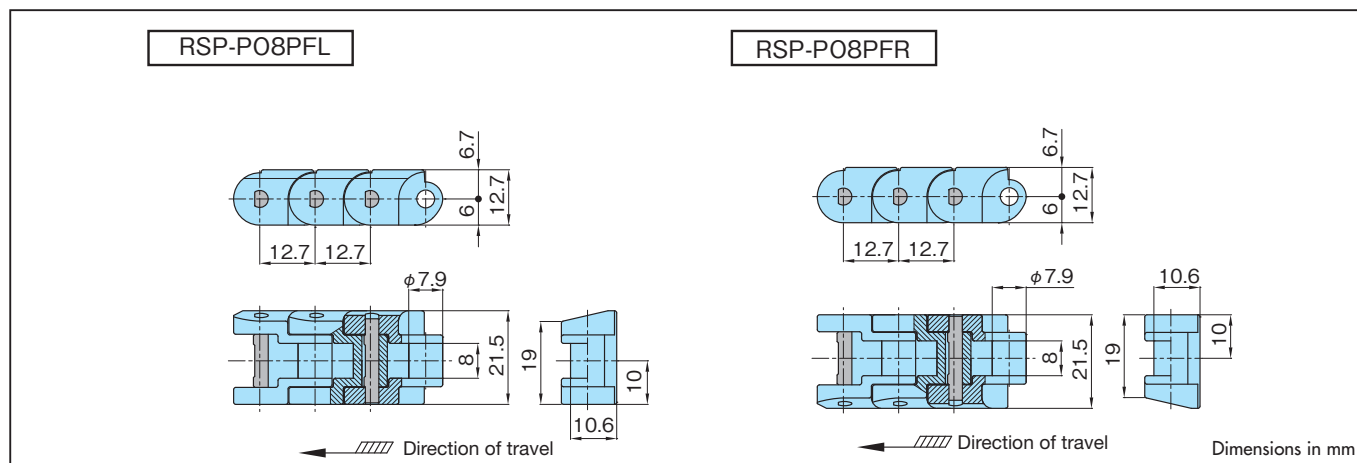 RSP-P08PFL
RSP-P08PFR
6.7
12.7
6
12.7
12.7
φ7.9
8
21.5
19
10
10.6
Direction of travel
6.7
12.7
6
12.7
12.7
φ7.9
8
21.5
10.6
19
10
Direction of travel
Dimensions in mm